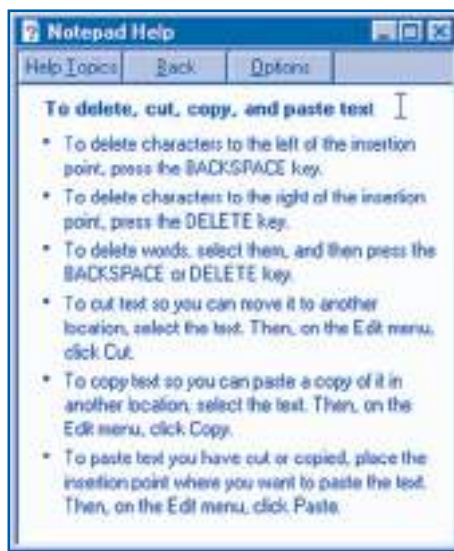 Notepad Help
Help Topics Back Options
To delete, cut, copy, and paste text
• To delete characters to the left of the insertion
point, press the BACKSPACE key.
• To delete characters to the right of the insertion
point, press the DELETE key.
• To delete words, select them, and then press the
BACKSPACE or DELETE key.
• To cut text so you can move it to another
location, select the text. Then, on the Edit menu,
click Cut.
• To copy text so you can paste a copy of it in
another location, select the text. Then, on the
Edit menu, click Copy.
• To paste text you have cut or copied, place the
insertion point where you want to paste the text.
Then, on the Edit menu, click Paste.